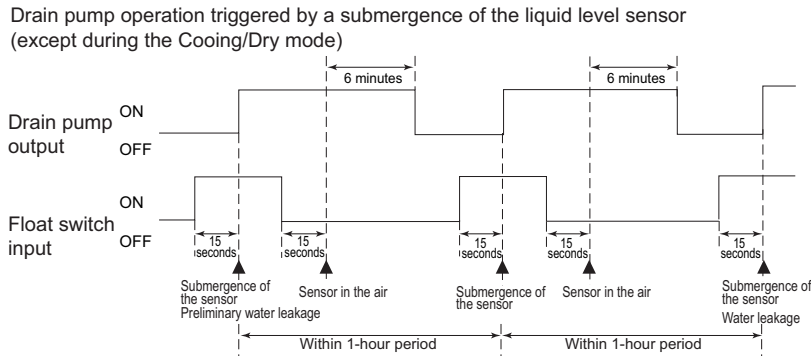 Drain pump operation triggered by a submergence of the liquid level sensor
(except during the Cooing/Dry mode)
6 minutes
6 minutes
Drain pump
output
ON
OFF
Float switch
input
ON
OFF
15
seconds
15
seconds
15
seconds
15
seconds
15
seconds
Submergence of
the sensor
Preliminary water leakage
Sensor in the air
Submergence of
the sensor
Sensor in the air
Submergence of
the sensor
Water leakage
Within 1-hour period
Within 1-hour period